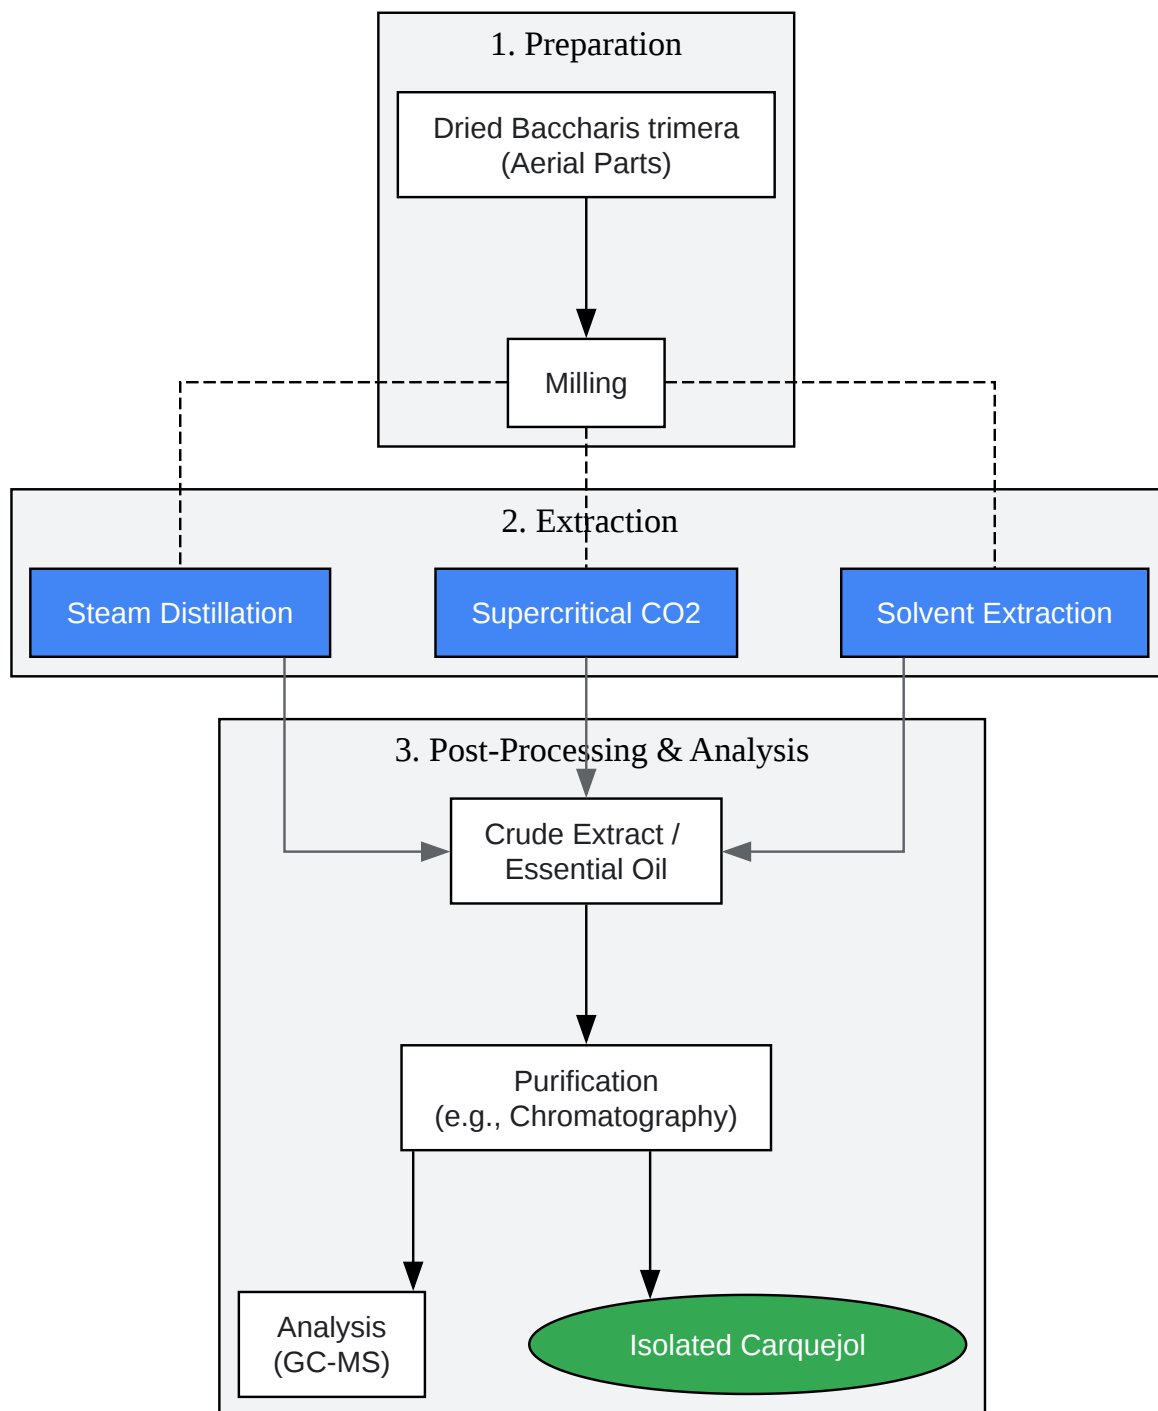 1. Preparation
Dried Baccharis trimera
(Aerial Parts)
Milling
2. Extraction
Steam Distillation
Supercritical CO2
Solvent Extraction
3. Post-Processing & Analysis
Crude Extract /
Essential Oil
Purification
(e.g., Chromatography)
Analysis
(GC-MS)
Isolated Carquejol